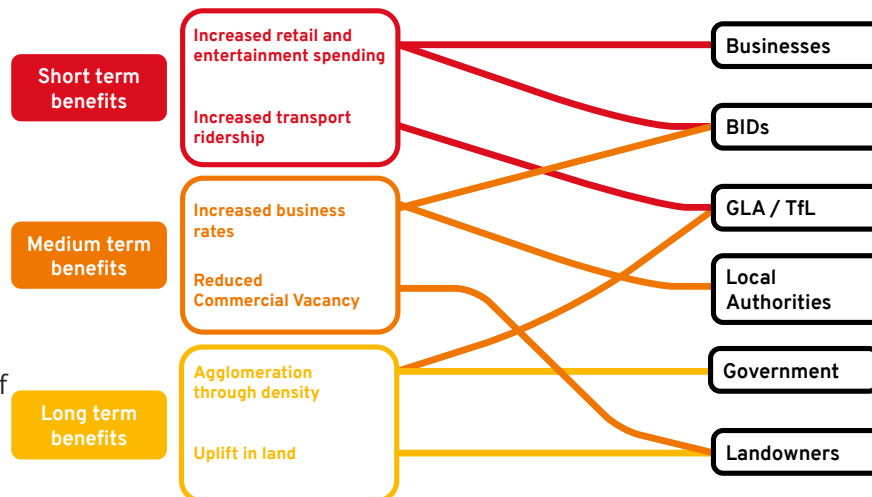 Short term
benefits
Increased retail and
entertainment spending
Increased transport
ridership
Medium term
benefits
Increased business
rates
Reduced
Commercial Vacancy
f
Long term
benefits
Agglomeration
through density
Uplift in land
Businesses
BIDs
GLA / TfL
Local
Authorities
Government
Landowners